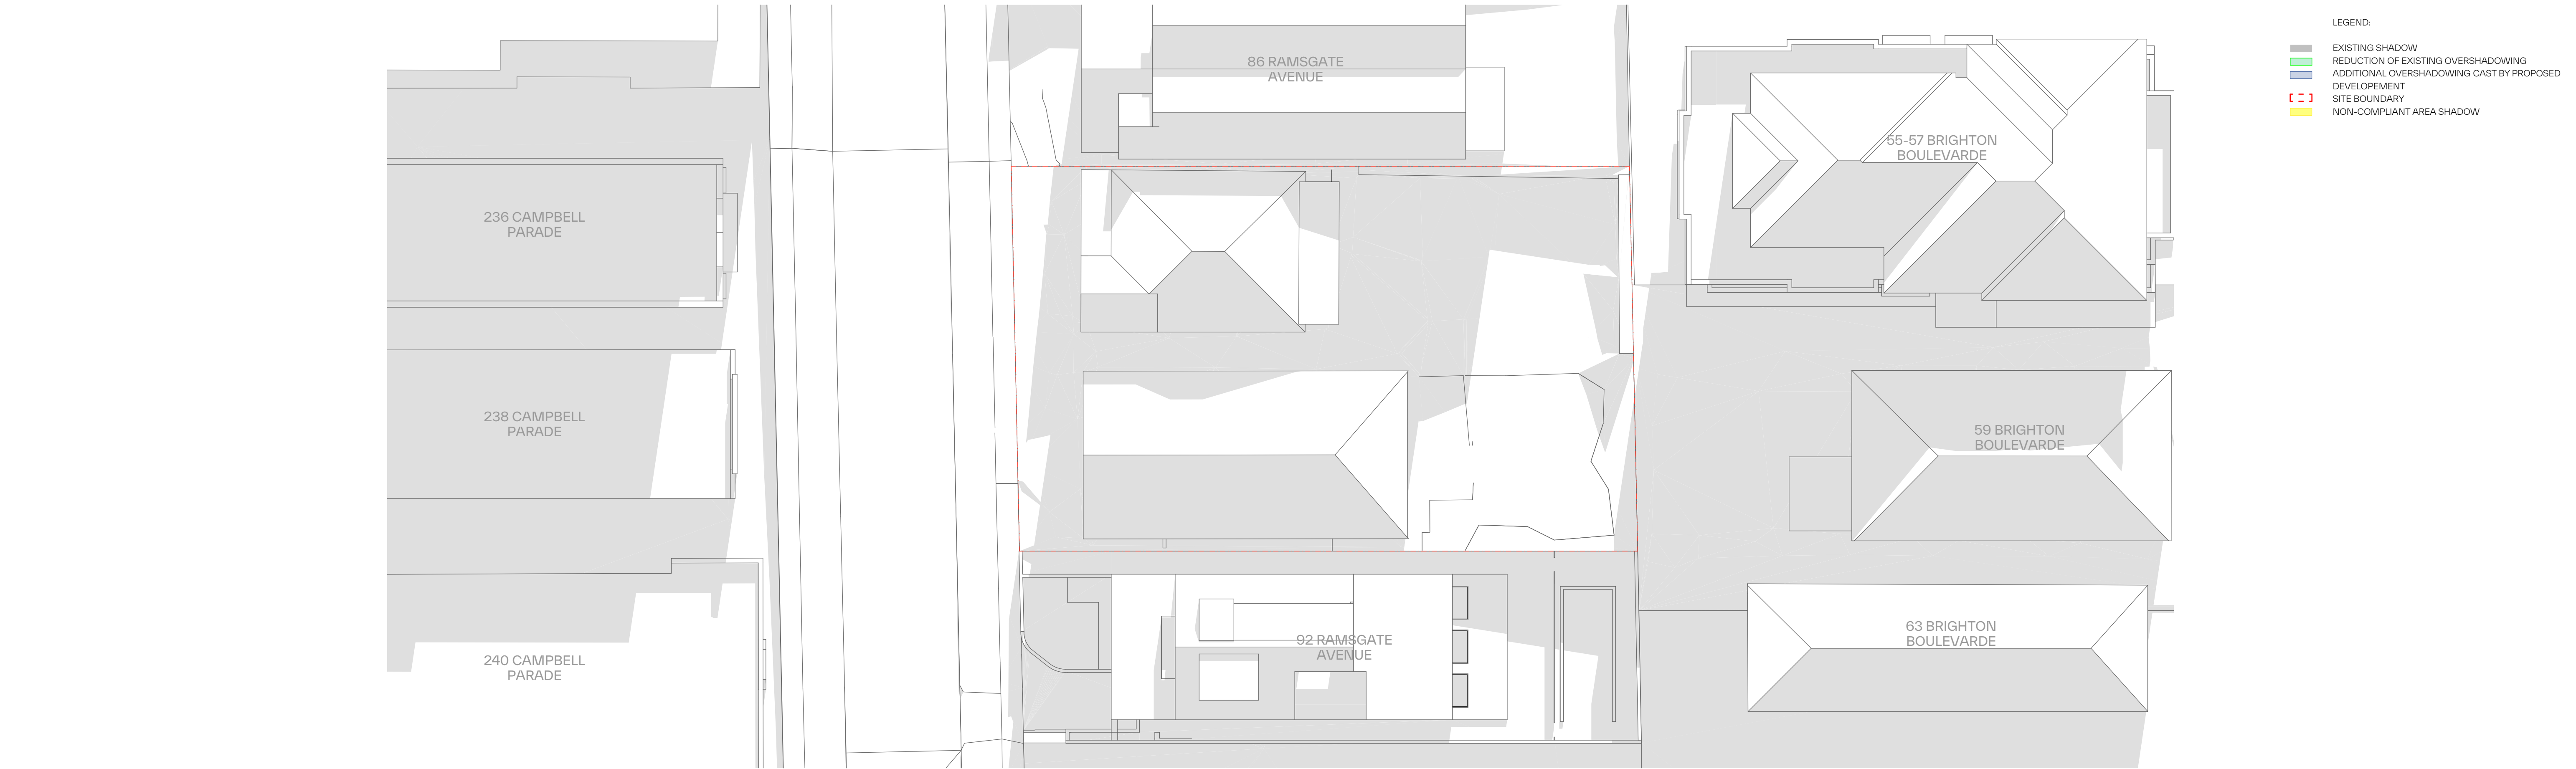 LEGEND:
EXISTING SHADOW
REDUCTION OF EXISTING OVERSHADOWING
ADDITIONAL OVERSHADOWING CAST BY PROPOSED
DEVELOPEMENT
SITE BOUNDARY
NON-COMPLIANT AREA SHADOW
86 RAMSGATE
AVENUE
55-57 BRIGHTON
BOULEVARDE
236 CAMPBELL
PARADE
238 CAMPBELL
PARADE
59 BRIGHTON
BOULEVARDE
63 BRIGHTON
BOULEVARDE
92 RAMSGATE
AVENUE
240 CAMPBELL
PARADE